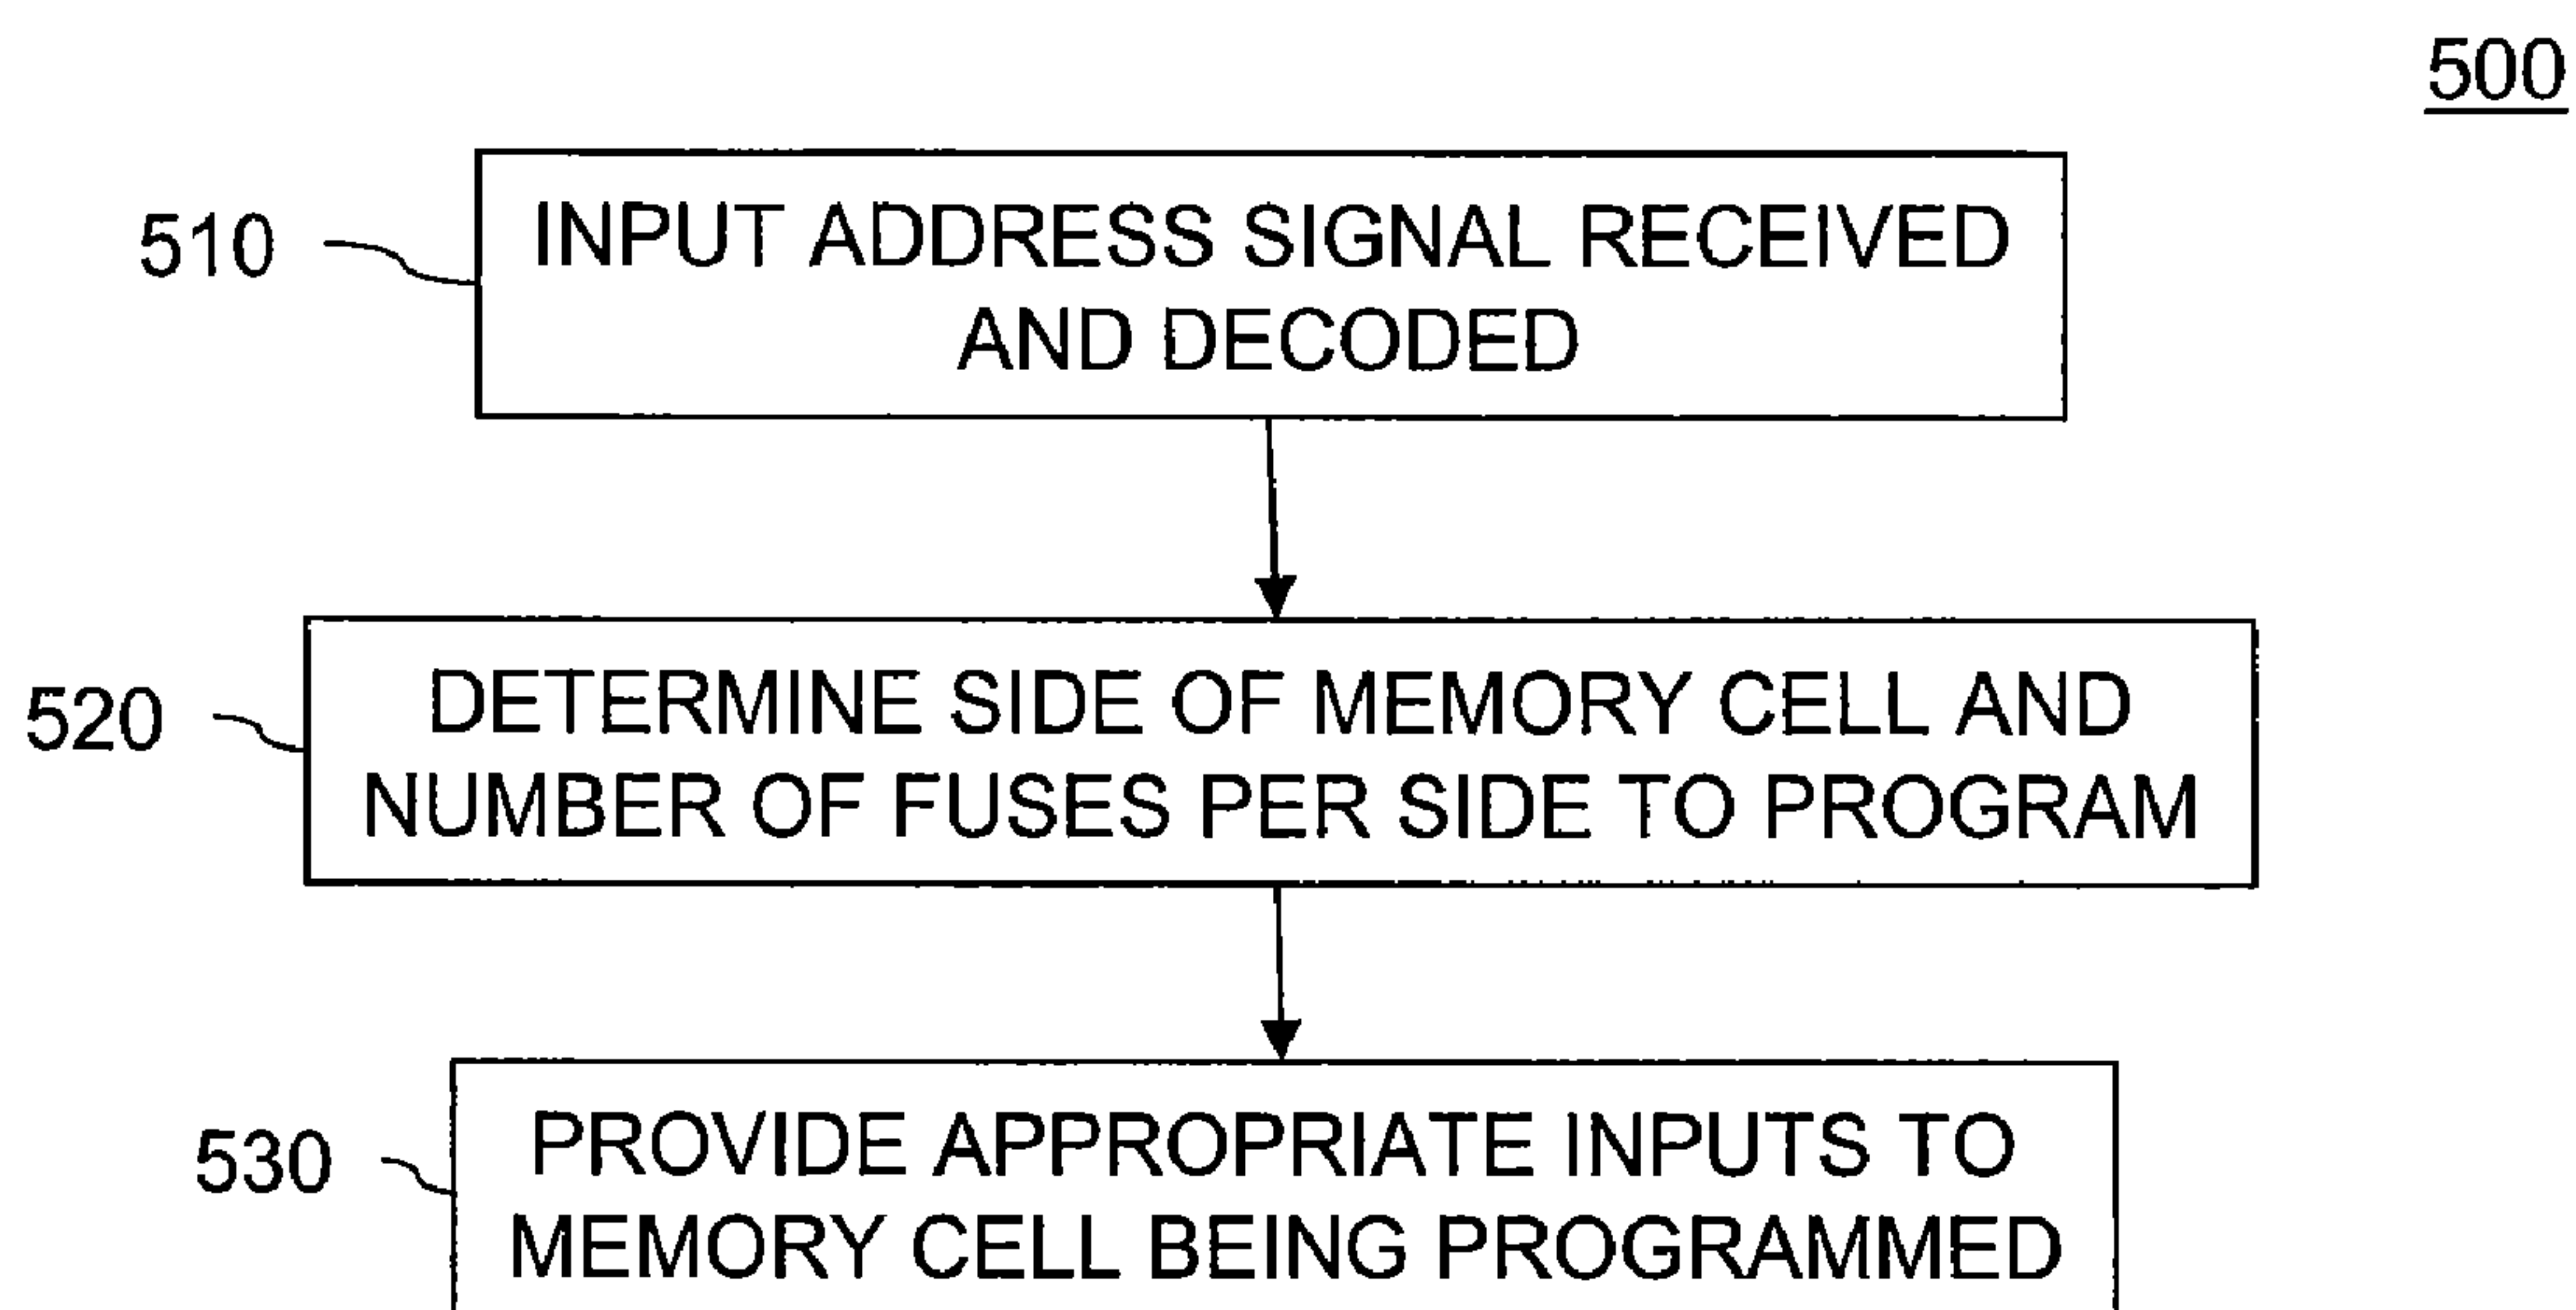 500
510
INPUT ADDRESS SIGNAL RECEIVED
AND DECODED
520
DETERMINE SIDE OF MEMORY CELL AND
NUMBER OF FUSES PER SIDE TO PROGRAM
530
PROVIDE APPROPRIATE INPUTS TO
MEMORY CELL BEING PROGRAMMED